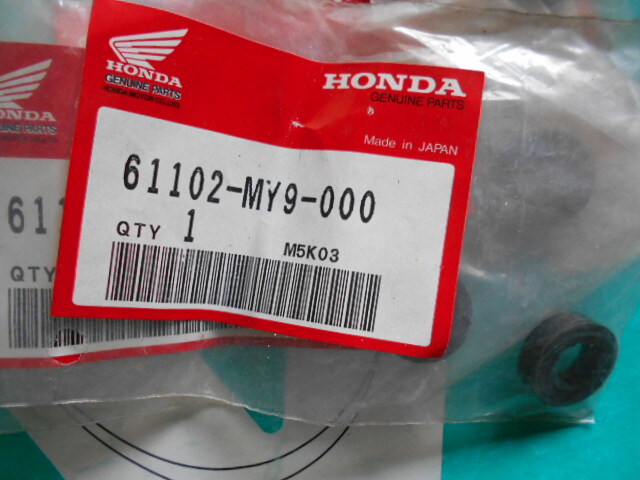 HONDA
GENUINE PARTS
HONDA MOTOR CO.,LTD.
HONDA
GENUINE PARTS
Made in JAPAN
61102-MY9-000
QTY 1
M5K03
HONDA
GENUINE PARTS
61
QTY